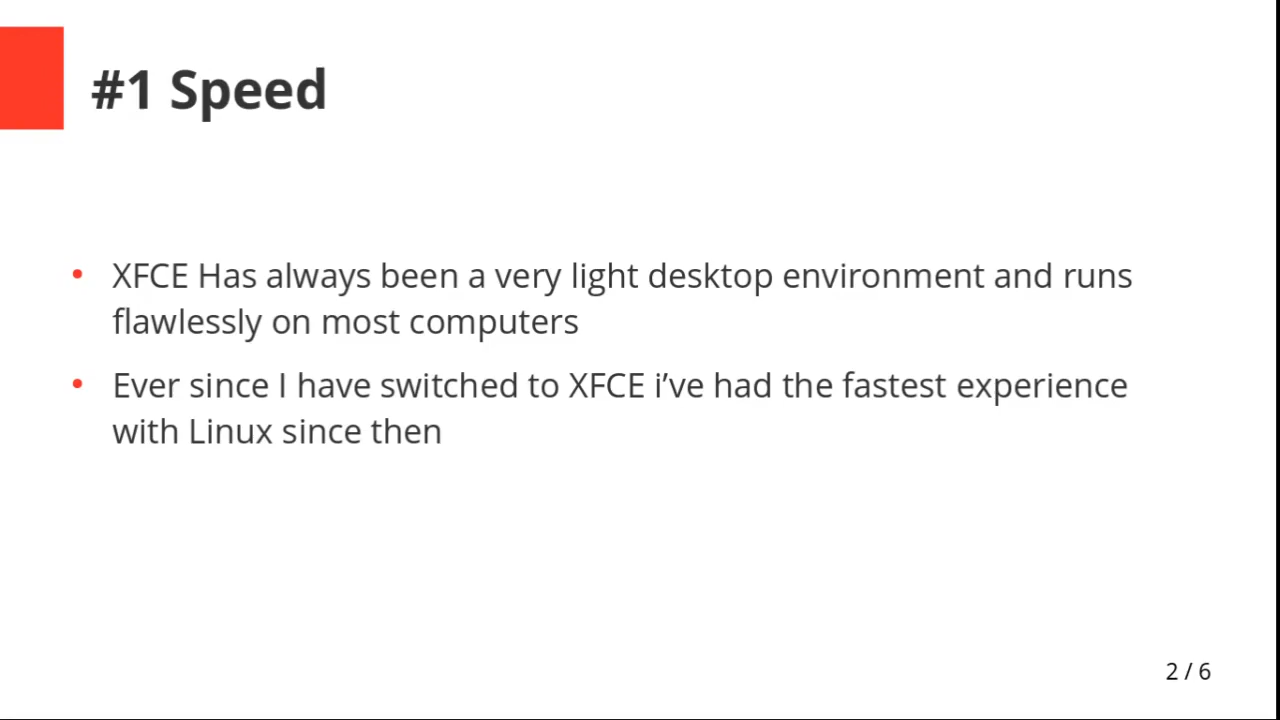 #1 Speed
• XFCE Has always been a very light desktop environment and runs
flawlessly on most computers
• Ever since I have switched to XFCE i’ve had the fastest experience
with Linux since then
2 / 6